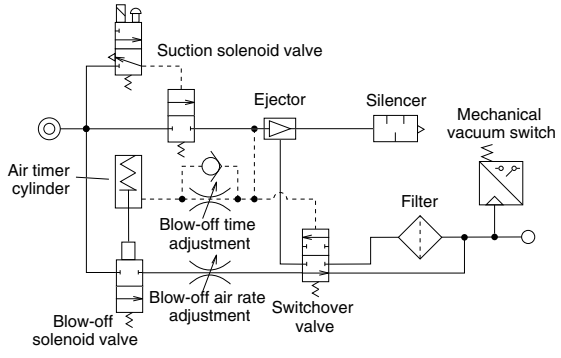 Suction solenoid valve
Ejector
Silencer
Mechanical
vacuum switch
Air timer
cylinder
Filter
Blow-off time
adjustment
Blow-off air rate
adjustment
Switchover
valve
Blow-off
solenoid valve